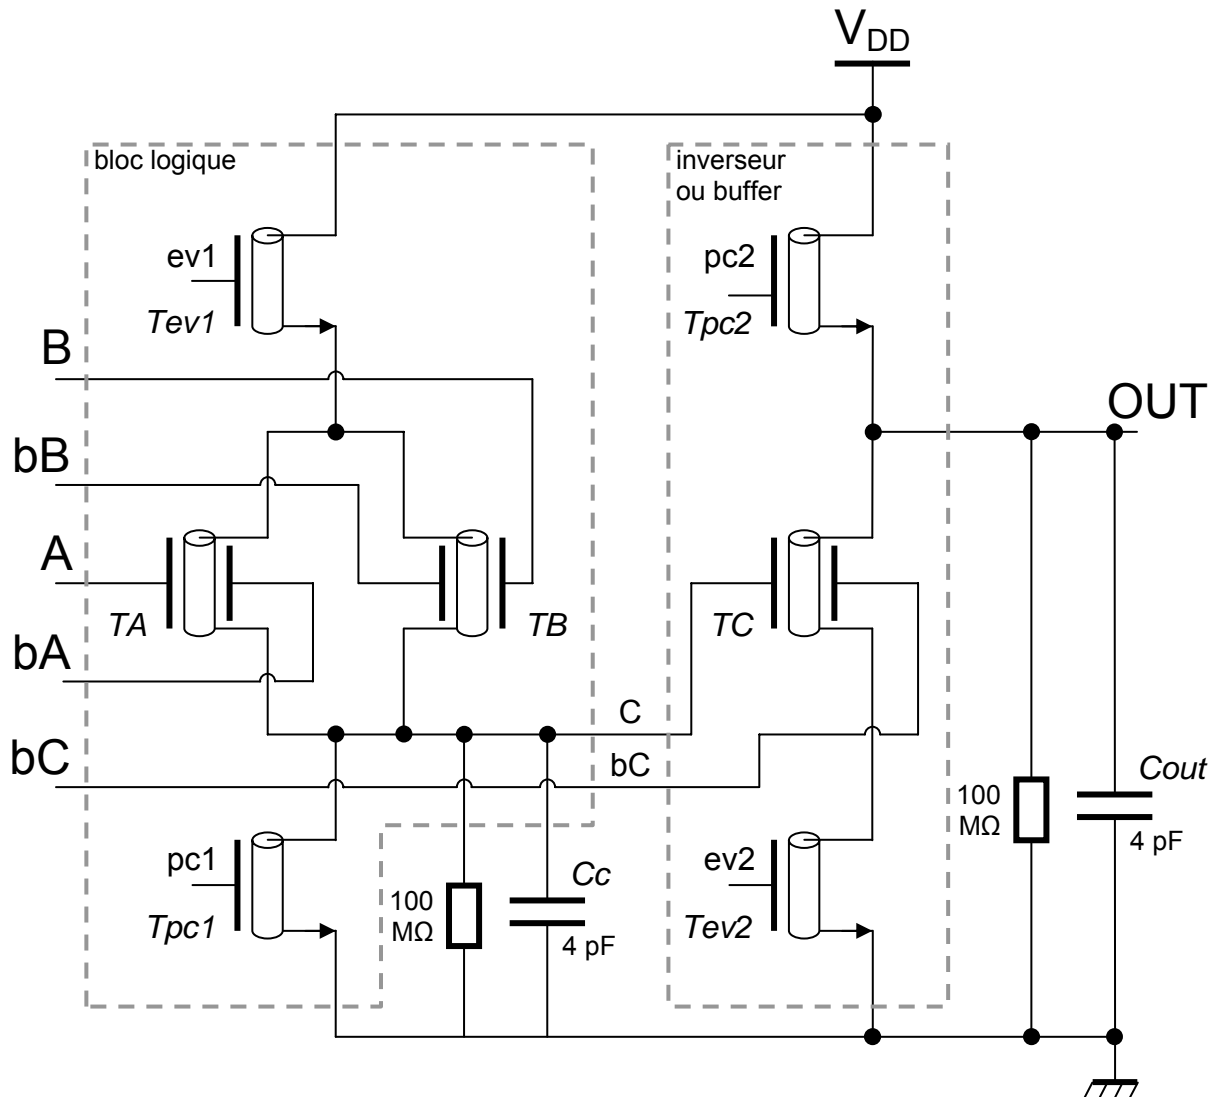 VDD
bloc logique
inverseur
ou buffer
ev1
Tev1
pc2
Tpc2
B
OUT
bB
A
TA
TB
TC
bA
C
bC
bC
Cout
100
MΩ
4 pF
pc1
Tpc1
Cc
100
MΩ
4 pF
ev2
Tev2